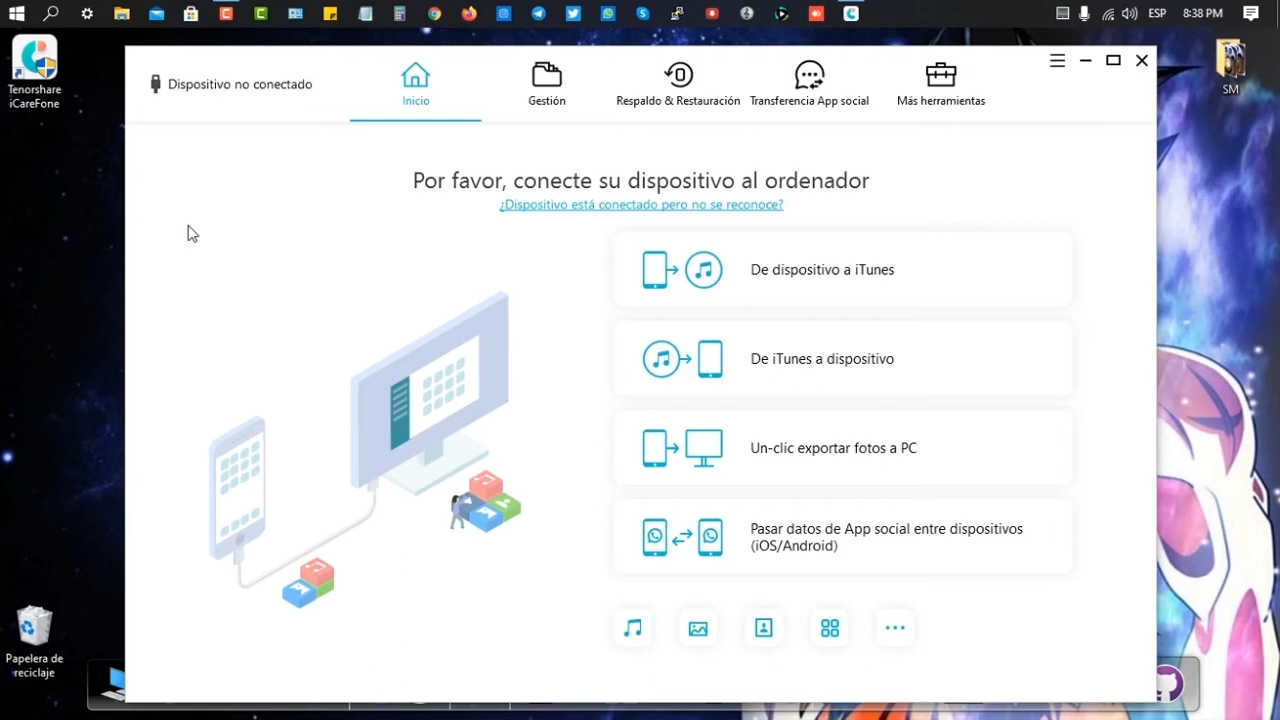 ESP
8:38 PM
Tenorshare
iCareFone
SM
Dispositivo no conectado
Inicio
Gestión
Respaldo & Restauración
Transferencia App social
Más herramientas
Por favor, conecte su dispositivo al ordenador
¿Dispositivo está conectado pero no se reconoce?
De dispositivo a iTunes
De iTunes a dispositivo
Un-clic exportar fotos a PC
Pasar datos de App social entre dispositivos
(iOS/Android)
Papelera de
reciclaje